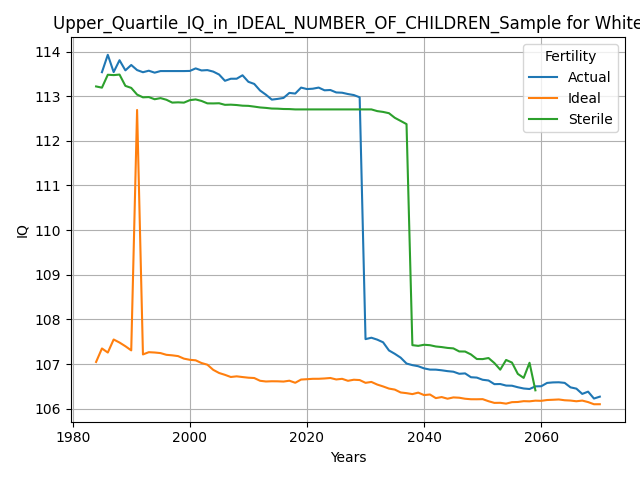 Upper_Quartile_IQ_in_IDEAL_NUMBER_OF_CHILDREN_Sample for White
Fertility
Actual
Ideal
Sterile
IQ
114
113
112
111
110
109
108
107
106
1980
2000
2020
2040
2060
Years